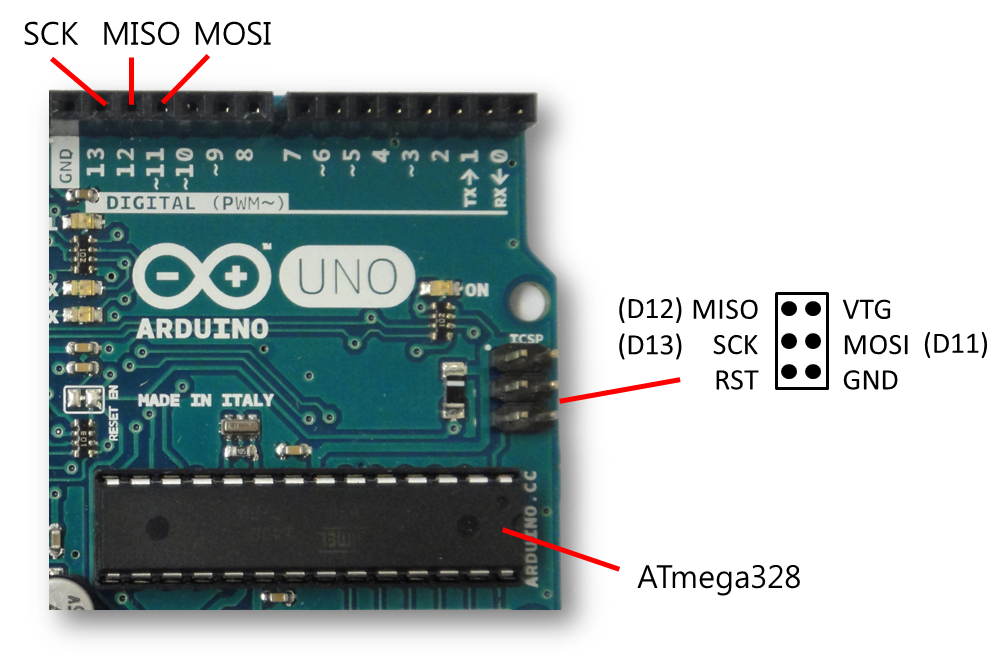 SCK MISO MOSI
GND 13 12 ~11 ~10 ~9 8 7 ~6 ~5 4 ~3 2 TX→1 RX←0
DIGITAL (PWM~)
™
UNO
X
ON
X
ARDUINO
ICSP
(D12) MISO VTG
(D13) SCK MOSI (D11)
RST GND
RESET EN
MADE IN ITALY
ARDUINO.CC
ATmega328